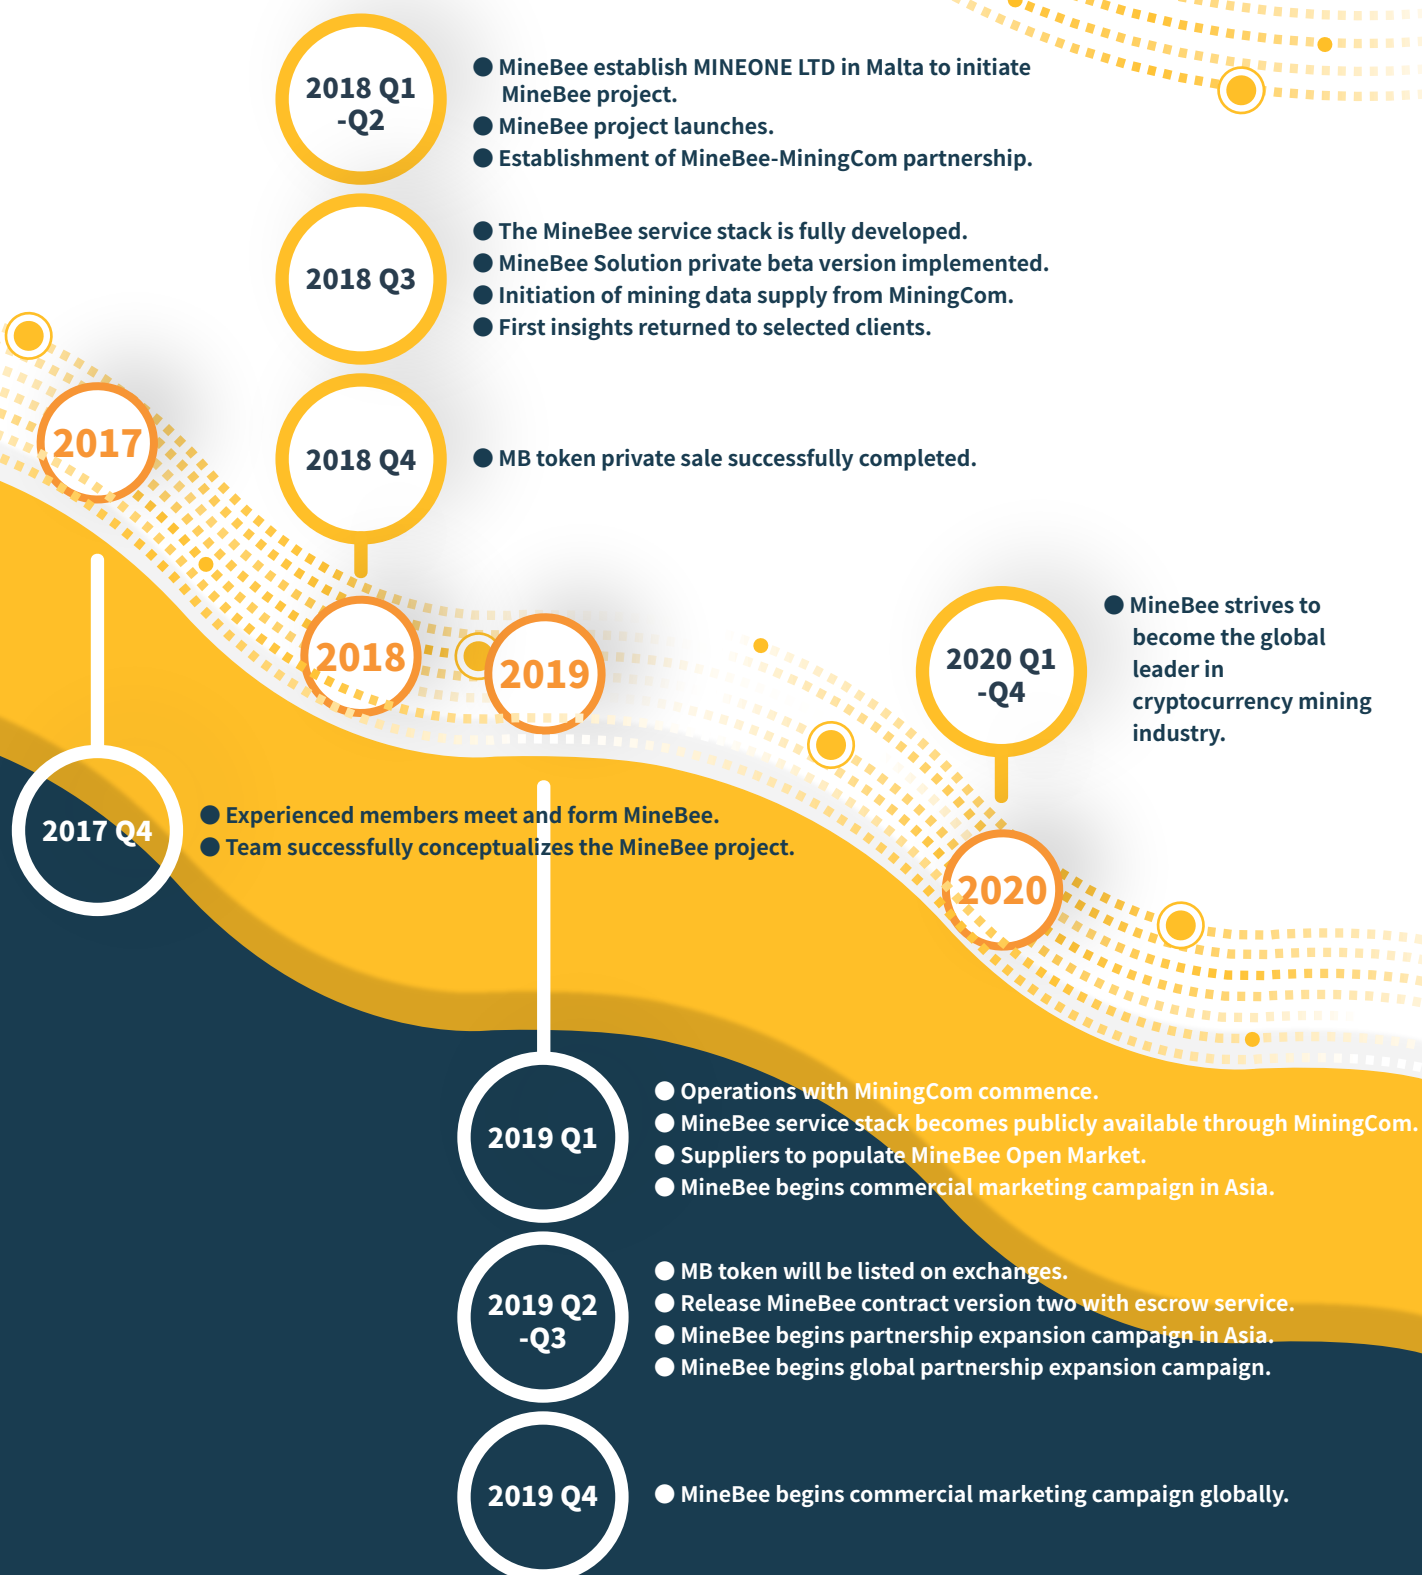 2018 Q1
-Q2
● MineBee establish MINEONE LTD in Malta to initiate
MineBee project.
● MineBee project launches.
● Establishment of MineBee-MiningCom partnership.
2018 Q3
● The MineBee service stack is fully developed.
● MineBee Solution private beta version implemented.
● Initiation of mining data supply from MiningCom.
● First insights returned to selected clients.
2017
2018 Q4
● MB token private sale successfully completed.
2018
2019
2020 Q1
-Q4
● MineBee strives to
become the global
leader in
cryptocurrency mining
industry.
2017 Q4
● Experienced members meet and form MineBee.
● Team successfully conceptualizes the MineBee project.
2020
2019 Q1
● Operations with MiningCom commence.
● MineBee service stack becomes publicly available through MiningCom.
● Suppliers to populate MineBee Open Market.
● MineBee begins commercial marketing campaign in Asia.
2019 Q2
-Q3
● MB token will be listed on exchanges.
● Release MineBee contract version two with escrow service.
● MineBee begins partnership expansion campaign in Asia.
● MineBee begins global partnership expansion campaign.
2019 Q4
● MineBee begins commercial marketing campaign globally.